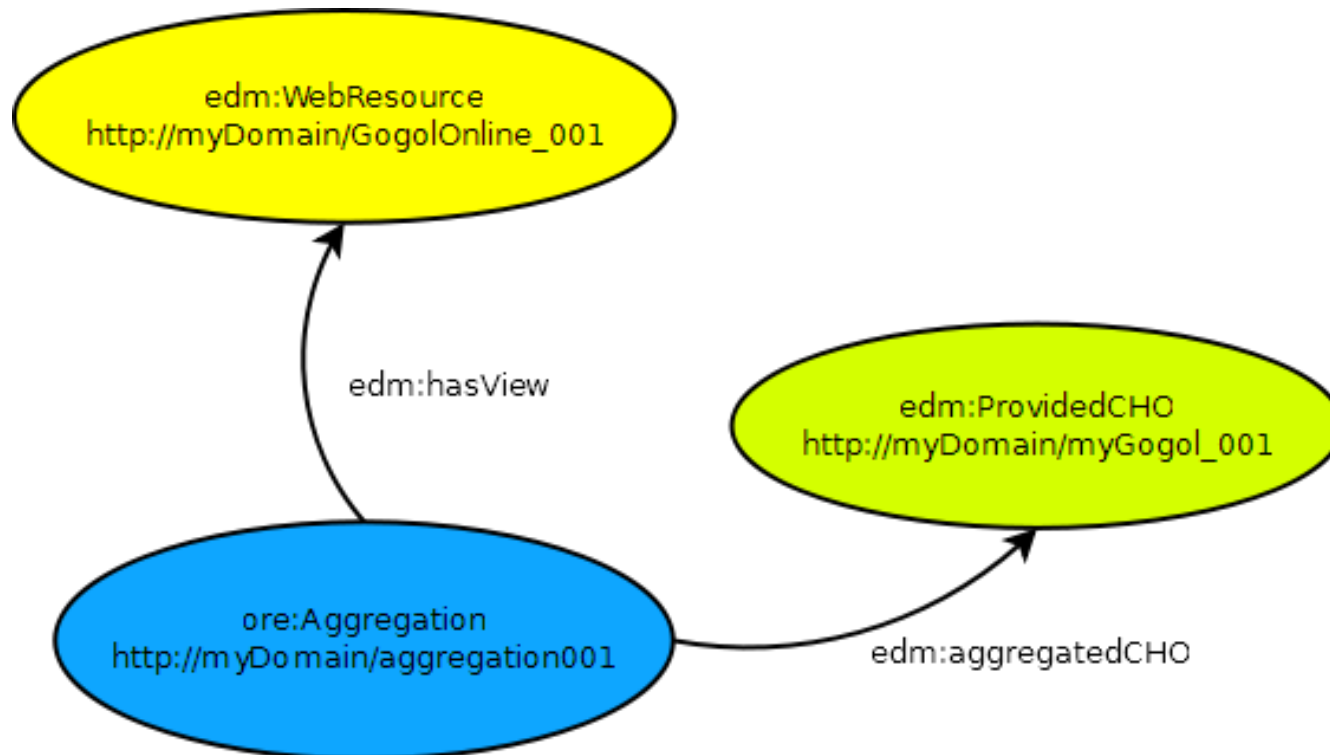 edm:WebResource
http://myDomain/GogolOnline_001
edm:hasView
edm:ProvidedCHO
http://myDomain/myGogol_001
ore:Aggregation
http://myDomain/aggregation001
edm:aggregatedCHO